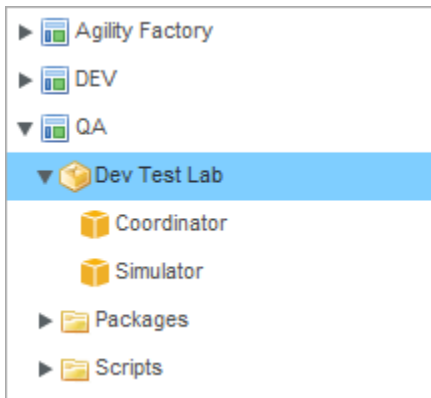 Agility Factory
DEV
QA
Dev Test Lab
Coordinator
Simulator
Packages
Scripts